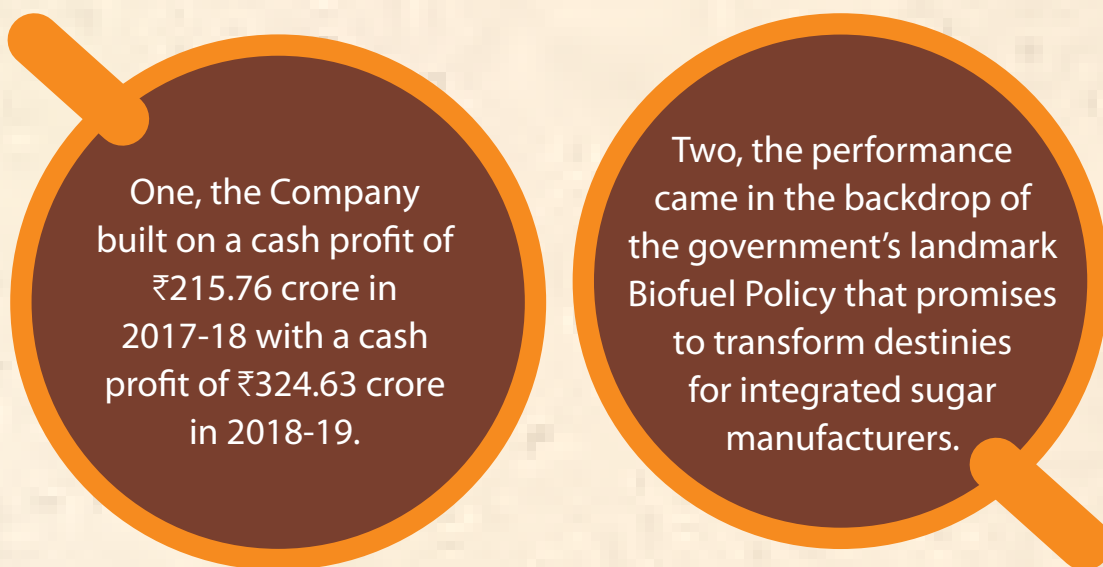 One, the Company
built on a cash profit of
₹215.76 crore in
2017-18 with a cash
profit of ₹324.63 crore
in 2018-19.
Two, the performance
came in the backdrop of
the government’s landmark
Biofuel Policy that promises
to transform destinies
for integrated sugar
manufacturers.